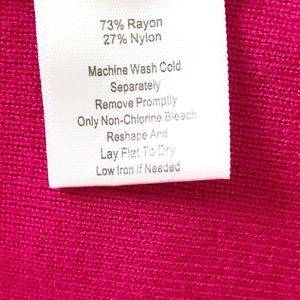 73% Rayon
27% Nylon
Machine Wash Cold
Separately
Remove Promptly
Only Non-Chlorine Bleach
Reshape And
Lay Flat To Dry
Low Iron If Needed